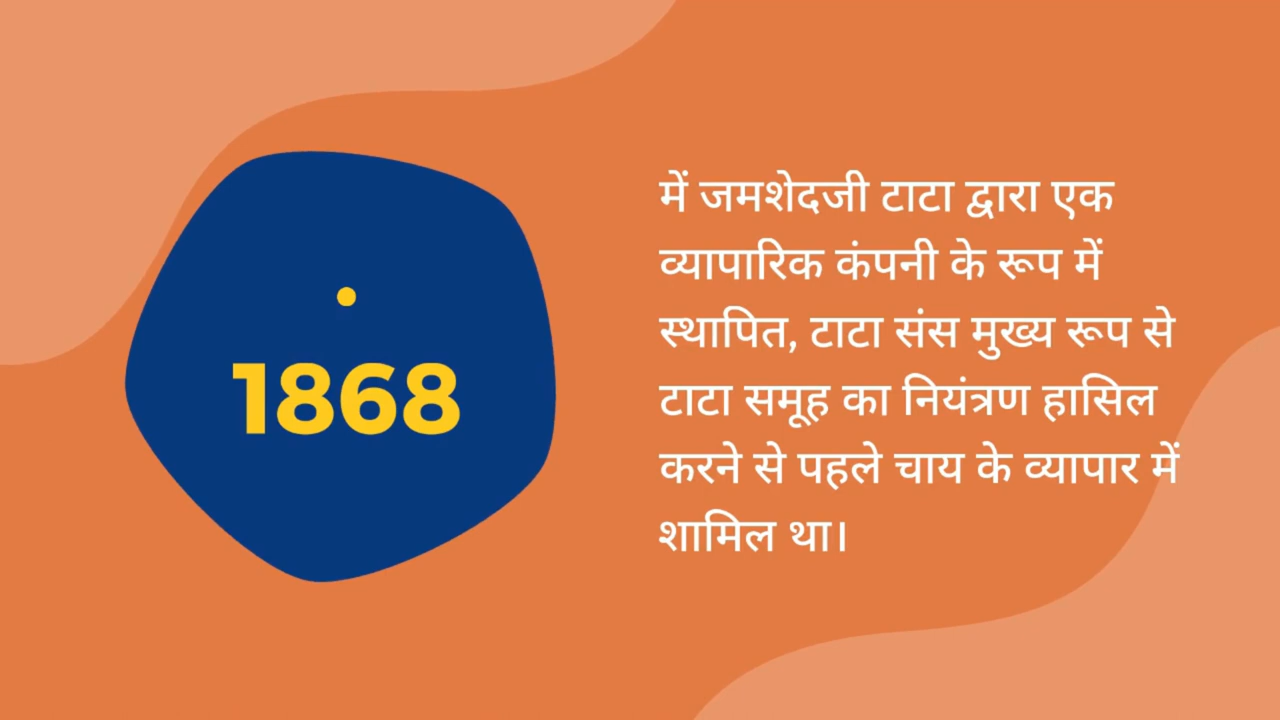 1868
में जमशेदजी टाटा द्वारा एक
व्यापारिक कंपनी के रूप में
स्थापित, टाटा संस मुख्य रूप से
टाटा समूह का नियंत्रण हासिल
करने से पहले चाय के व्यापार में
शामिल था।